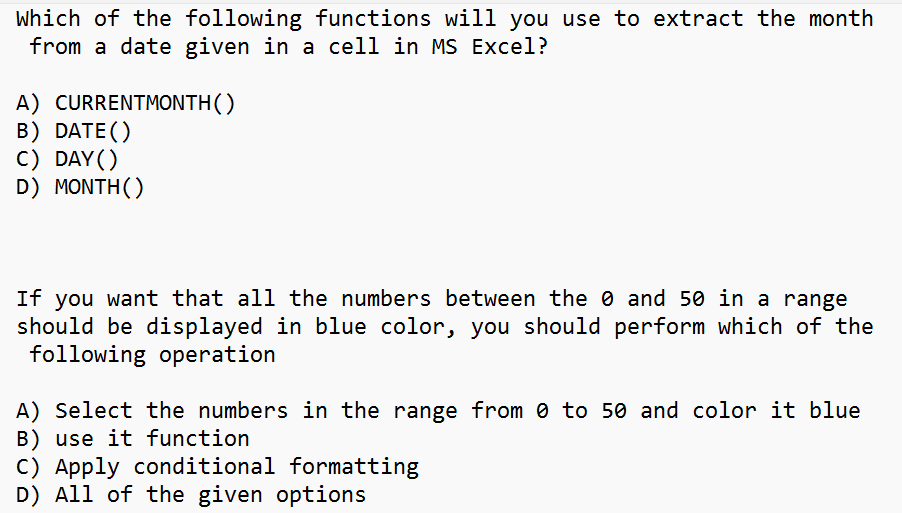 Which of the following functions will you use to extract the month
from a date given in a cell in MS Excel?
A) CURRENTMONTH()
B) DATE()
C) DAY()
D) MONTH()
If you want that all the numbers between the 0 and 50 in a range
should be displayed in blue color, you should perform which of the
following operation
A) Select the numbers in the range from 0 to 50 and color it blue
B) use it function
C) Apply conditional formatting
D) All of the given options